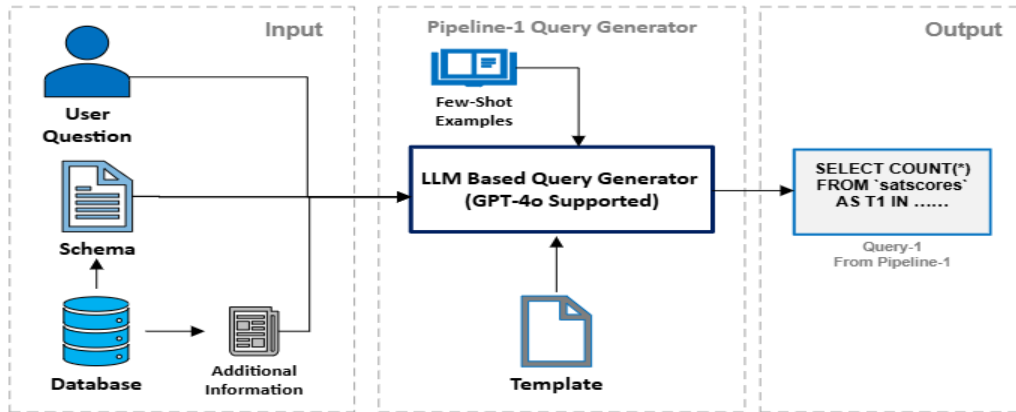 Input
User
Question
Schema
Database
Additional
Information
Pipeline-1 Query Generator
Few-Shot
Examples
LLM Based Query Generator
(GPT-4o Supported)
Template
Output
SELECT COUNT(*)
FROM `satscores`
AS T1 IN ......
Query-1
From Pipeline-1